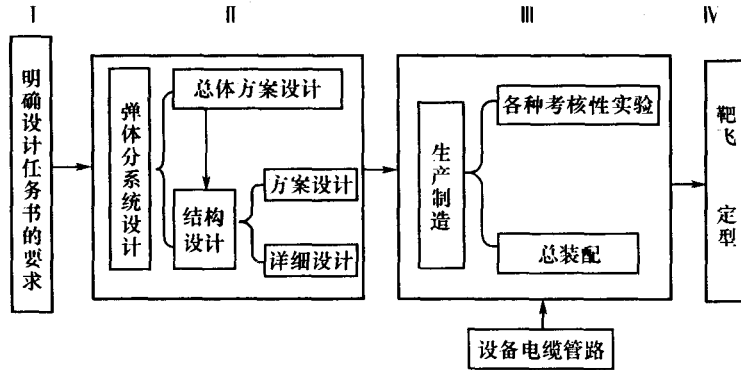 I
II
III
IV
明确设计任务书的要求
弹体分系统设计
总体方案设计
结构
设计
方案设计
详细设计
生产制造
各种考核性实验
总装配
设备电缆管路
靶飞
定型